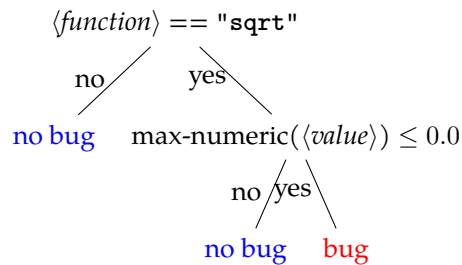 ⟨function⟩ == "sqrt"
no yes
no bug max-numeric(⟨value⟩) ≤ 0.0
no yes
no bug bug